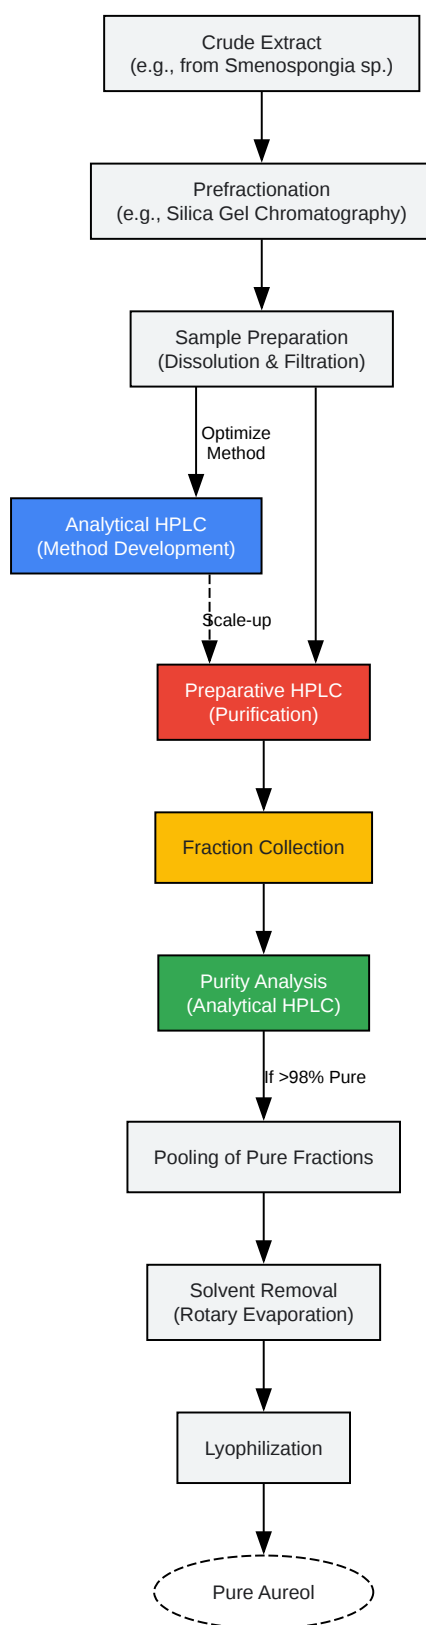 Crude Extract
(e.g., from Smenospongia sp.)
Prefractionation
(e.g., Silica Gel Chromatography)
Sample Preparation
(Dissolution & Filtration)
Optimize
Method
Analytical HPLC
(Method Development)
Scale-up
Preparative HPLC
(Purification)
Fraction Collection
Purity Analysis
(Analytical HPLC)
If >98% Pure
Pooling of Pure Fractions
Solvent Removal
(Rotary Evaporation)
Lyophilization
Pure Aureol